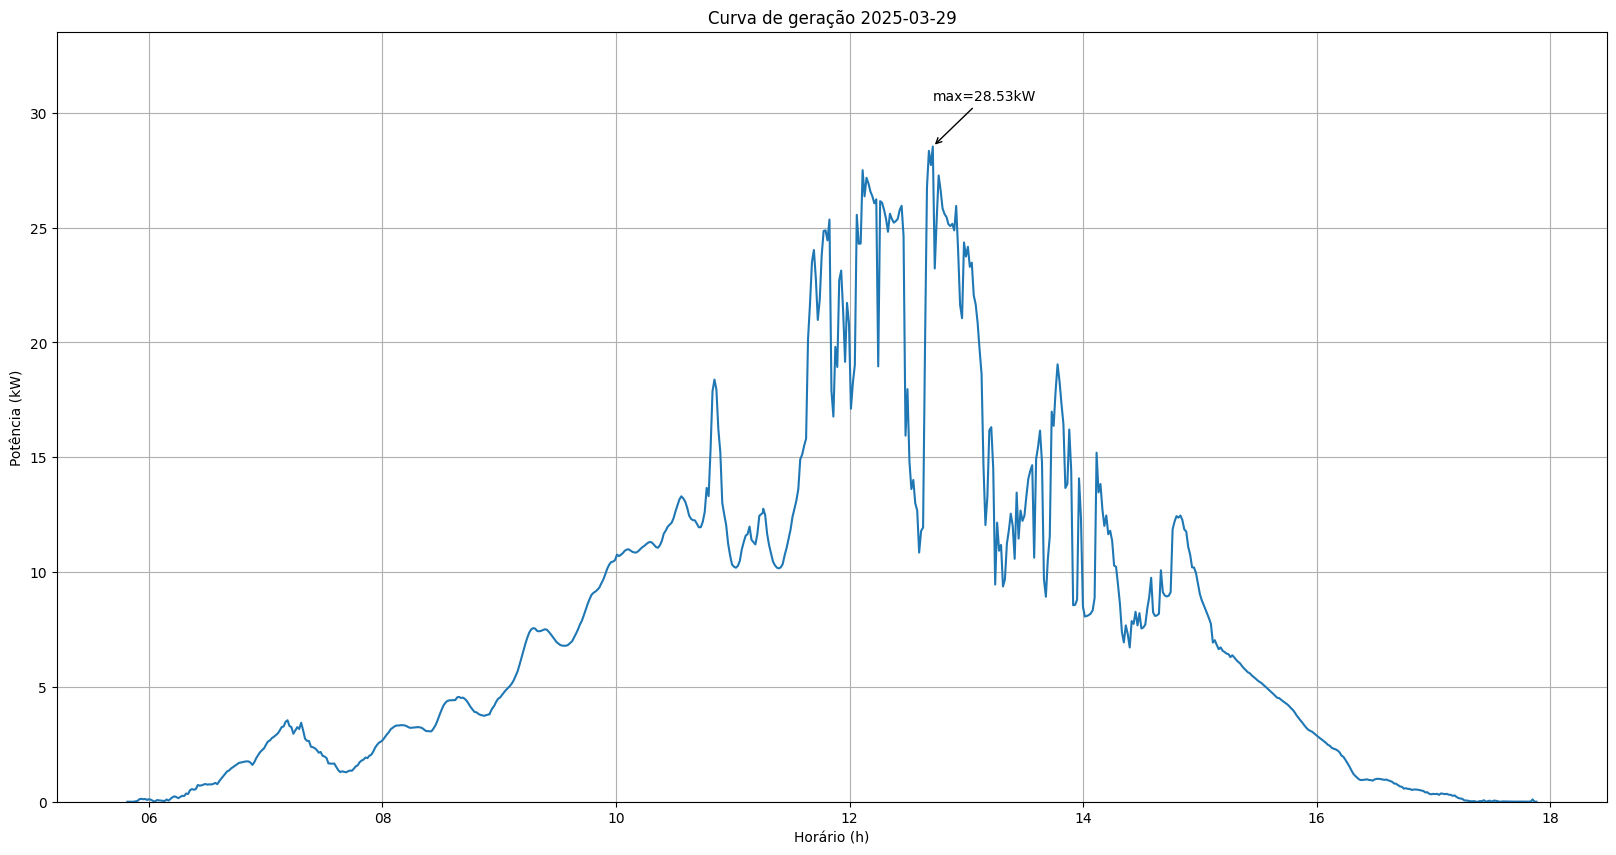 Curva de geração 2025-03-29
max=28.53kW
Potência (kW)
30
25
20
15
10
5
0
06 08 10 12 14 16 18
Horário (h)